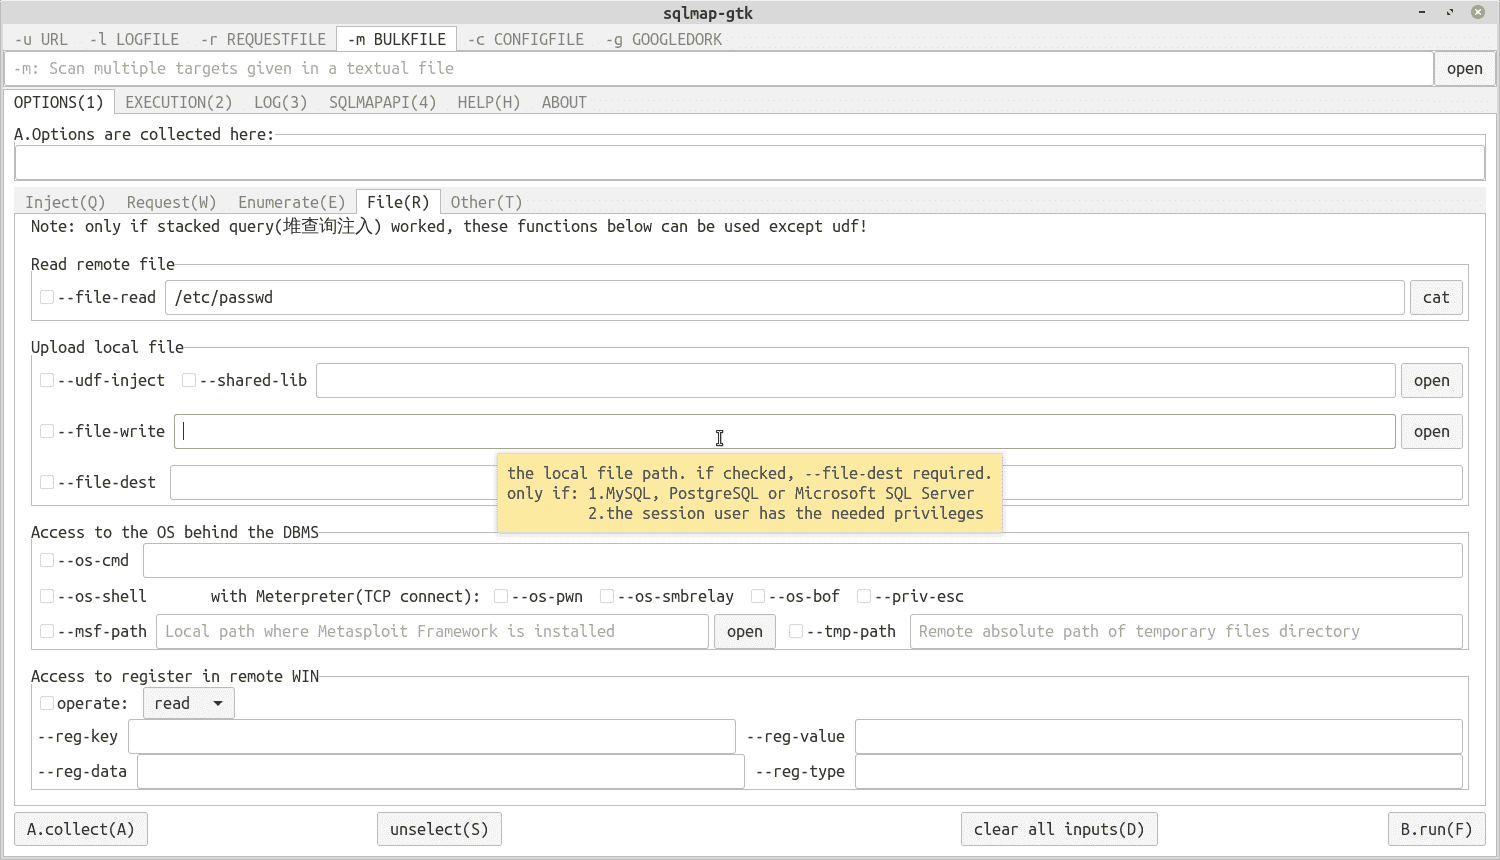 sqlmap-gtk
-u URL -l LOGFILE -r REQUESTFILE -m BULKFILE -c CONFIGFILE -g GOOGLEDORK
-m: Scan multiple targets given in a textual file open
OPTIONS(1) EXECUTION(2) LOG(3) SQLMAPAPI(4) HELP(H) ABOUT
A.Options are collected here:
Inject(Q) Request(W) Enumerate(E) File(R) Other(T)
Note: only if stacked query(堆查询注入) worked, these functions below can be used except udf!
Read remote file
--file-read /etc/passwd cat
Upload local file
--udf-inject --shared-lib open
--file-write open
the local file path. if checked, --file-dest required.
--file-dest
only if: 1.MySQL, PostgreSQL or Microsoft SQL Server
2.the session user has the needed privileges
Access to the OS behind the DBMS
--os-cmd
--os-shell with Meterpreter(TCP connect): --os-pwn --os-smbrelay --os-bof --priv-esc
--msf-path Local path where Metasploit Framework is installed open --tmp-path Remote absolute path of temporary files directory
Access to register in remote WIN
operate: read
--reg-key --reg-value
--reg-data --reg-type
A.collect(A) unselect(S) clear all inputs(D) B.run(F)